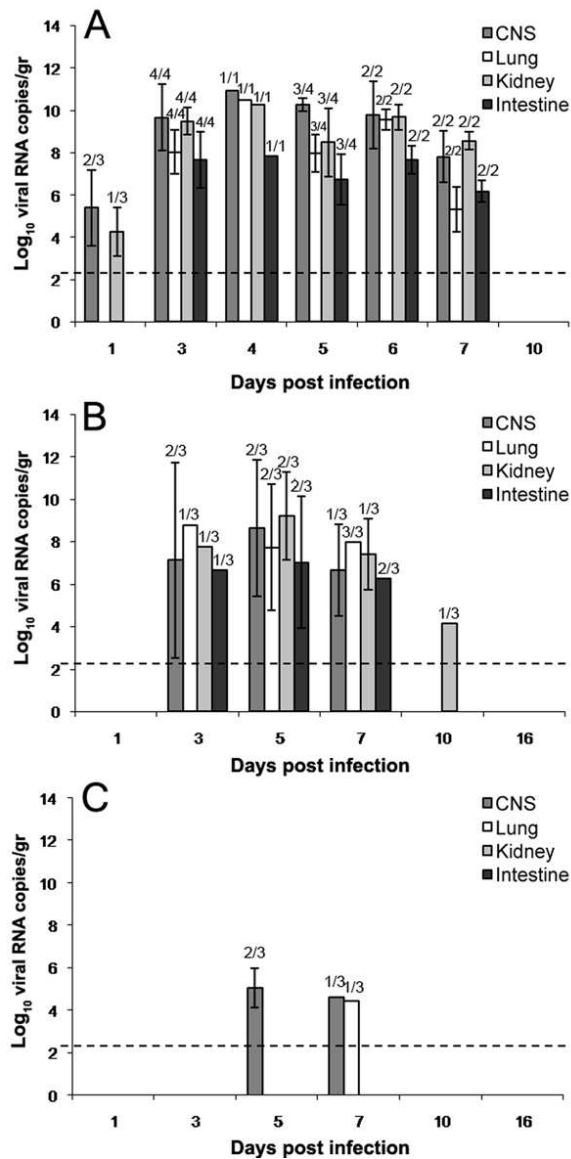 A
CNS
Lung
Kidney
Intestine
Log10 viral RNA copies/gr
14
12
10
8
6
4
2
0
2/3
1/3
4/4
4/4
4/4
4/4
1/1
1/1
1/1
1/1
3/4
3/4
3/4
3/4
2/2
2/2
2/2
2/2
2/2
2/2
2/2
2/2
1 3 4 5 6 7 10
Days post infection
B
CNS
Lung
Kidney
Intestine
Log10 viral RNA copies/gr
14
12
10
8
6
4
2
0
2/3
1/3
1/3
1/3
2/3
2/3
2/3
2/3
1/3
3/3
1/3
2/3
1/3
1 3 5 7 10 16
Days post infection
C
CNS
Lung
Kidney
Intestine
Log10 viral RNA copies/gr
14
12
10
8
6
4
2
0
2/3
1/3
1/3
1 3 5 7 10 16
Days post infection